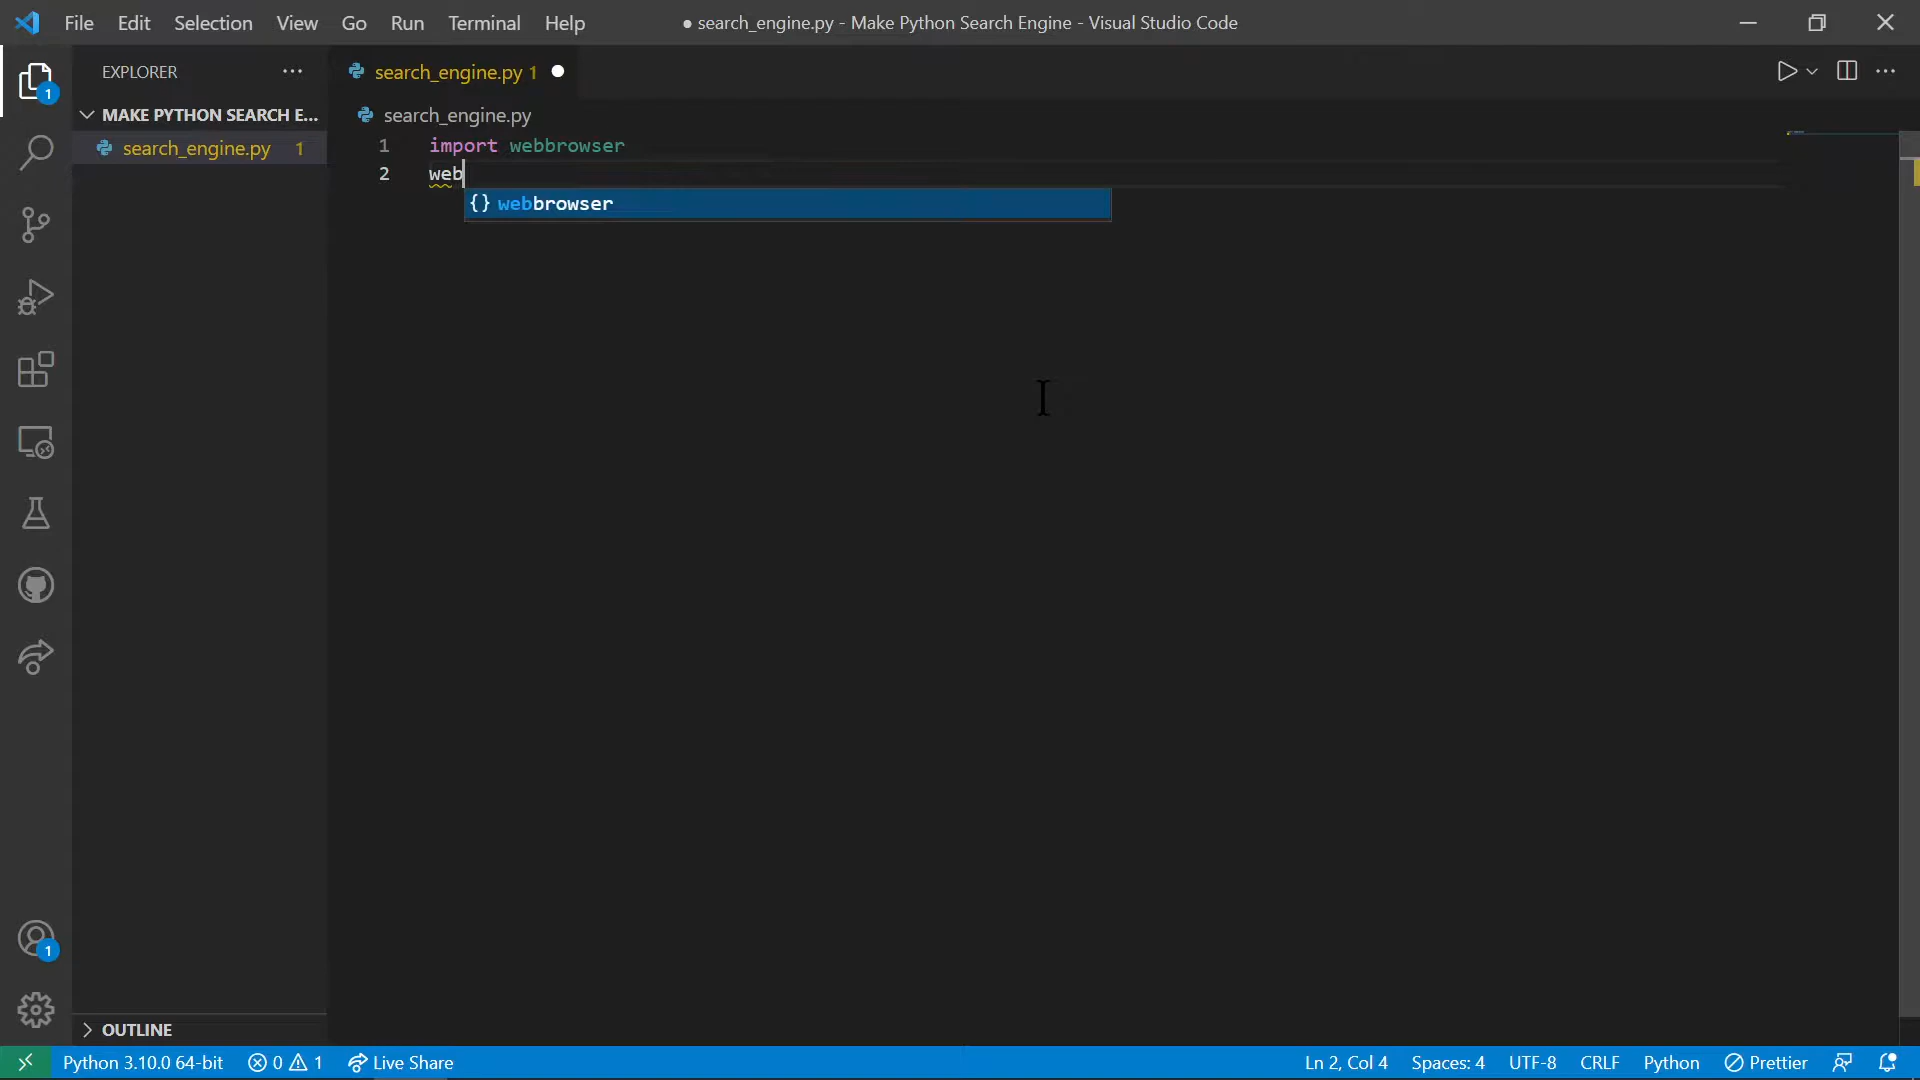 File Edit Selection View Go Run Terminal Help
● search_engine.py - Make Python Search Engine - Visual Studio Code
EXPLORER
search_engine.py 1
1
MAKE PYTHON SEARCH E...
search_engine.py
search_engine.py 1
1 import webbrowser
2 web
{} webbrowser
1
OUTLINE
Python 3.10.0 64-bit 0 1 Live Share
Ln 2, Col 4 Spaces: 4 UTF-8 CRLF Python Prettier